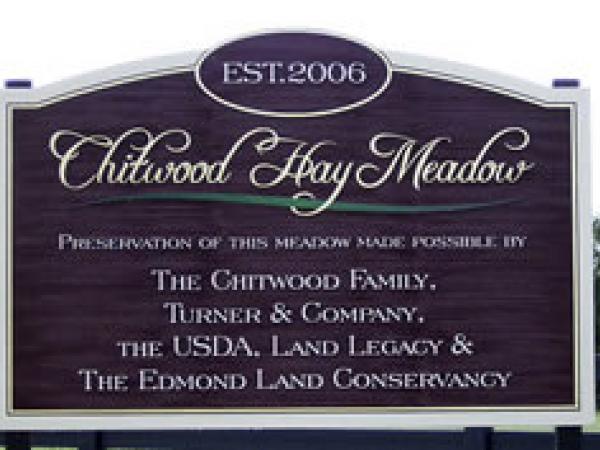 EST.2006
Chitwood Hay Meadow
PRESERVATION OF THIS MEADOW MADE POSSIBLE BY
THE CHITWOOD FAMILY,
TURNER & COMPANY,
THE USDA, LAND LEGACY &
THE EDMOND LAND CONSERVANCY